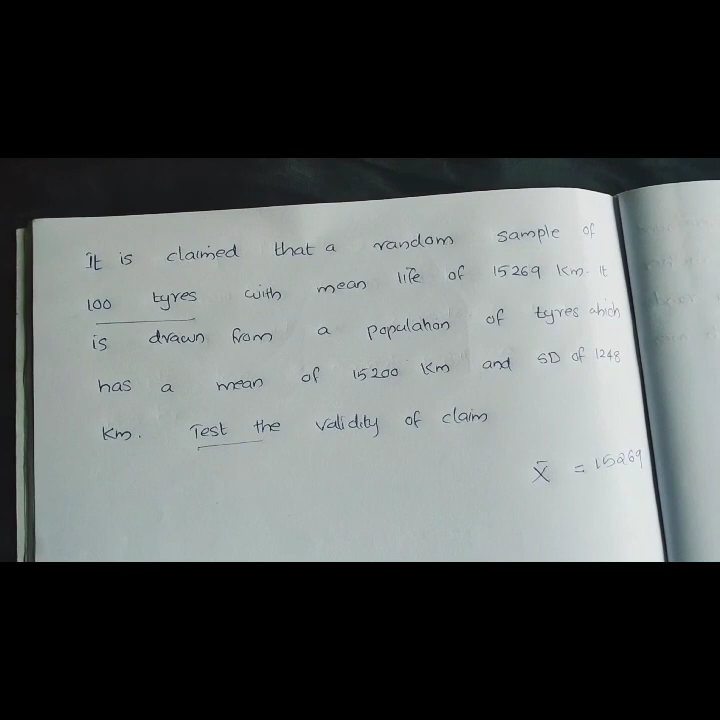 It is claimed that a random sample of
100 tyres with mean life of 15269 Km. It
is drawn from a population of tyres which
has a mean of 15200 Km and SD of 1248
Km. Test the validity of claim
X̄ = 15269